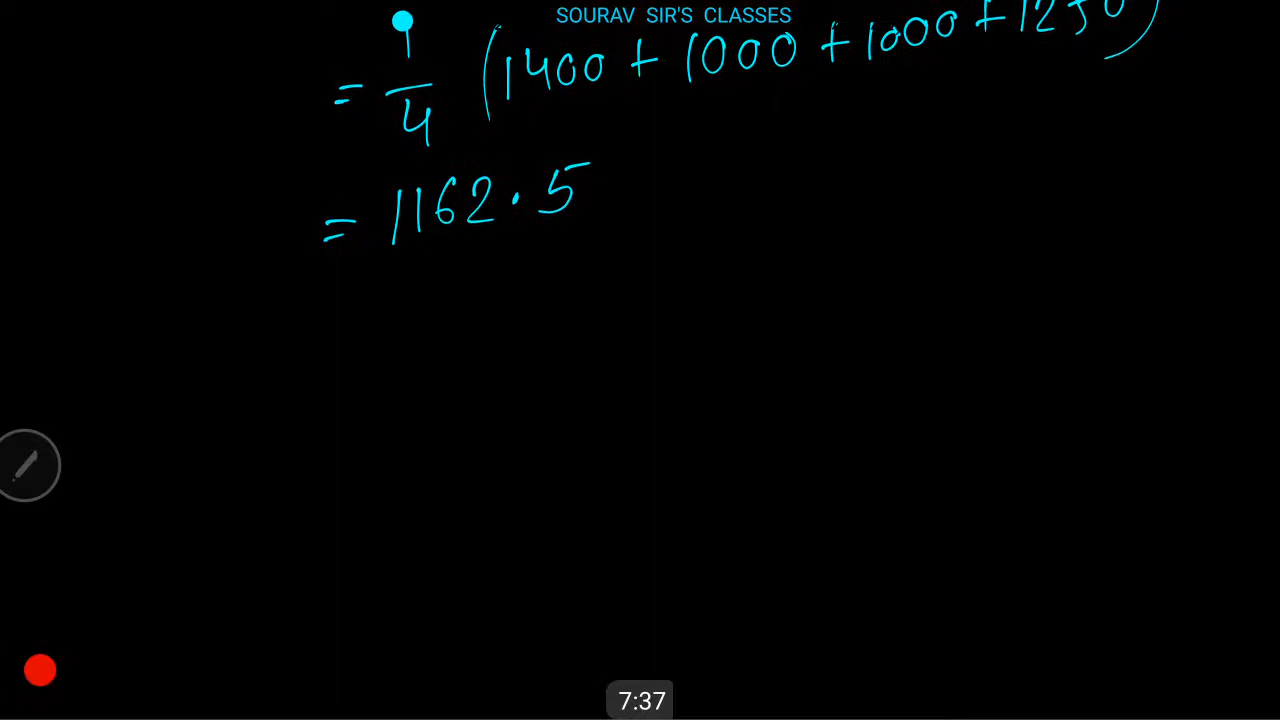 SOURAV SIR'S CLASSES
= 1/4 (1400 + 1000 + 1000 + 1250)
= 1162.5
7:37